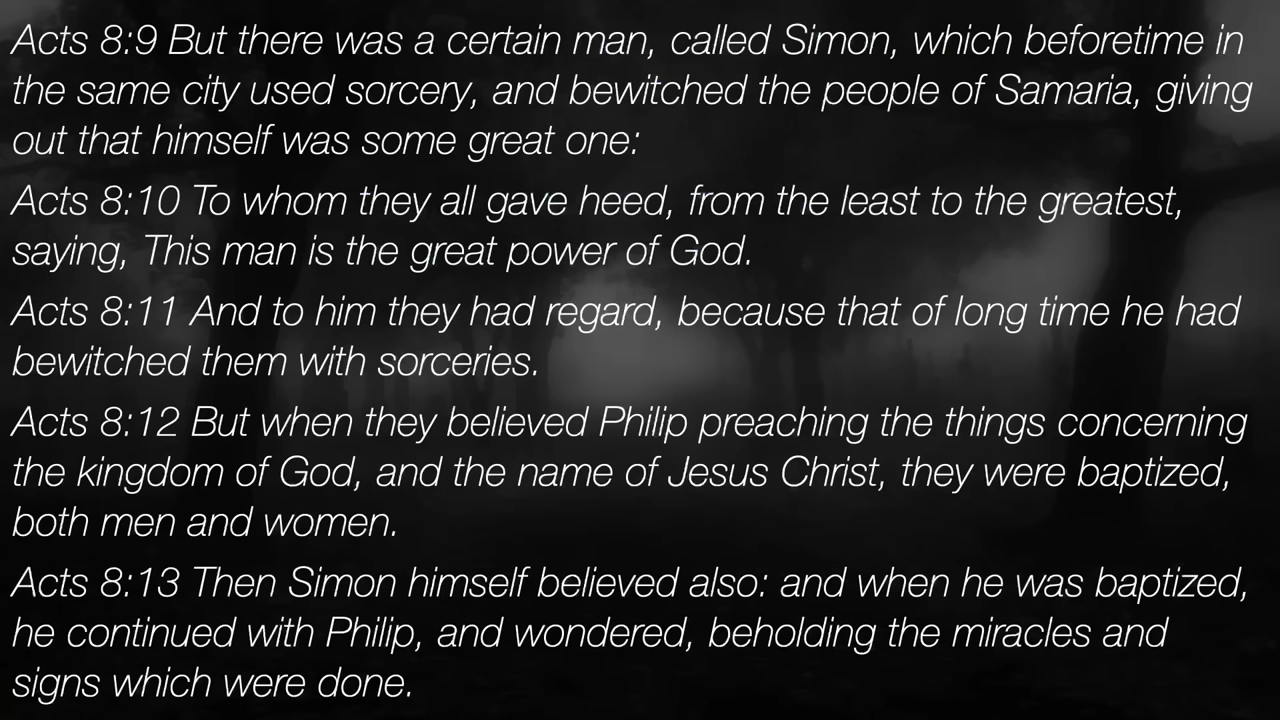 Acts 8:9 But there was a certain man, called Simon, which beforetime in
the same city used sorcery, and bewitched the people of Samaria, giving
out that himself was some great one:
Acts 8:10 To whom they all gave heed, from the least to the greatest,
saying, This man is the great power of God.
Acts 8:11 And to him they had regard, because that of long time he had
bewitched them with sorceries.
Acts 8:12 But when they believed Philip preaching the things concerning
the kingdom of God, and the name of Jesus Christ, they were baptized,
both men and women.
Acts 8:13 Then Simon himself believed also: and when he was baptized,
he continued with Philip, and wondered, beholding the miracles and
signs which were done.